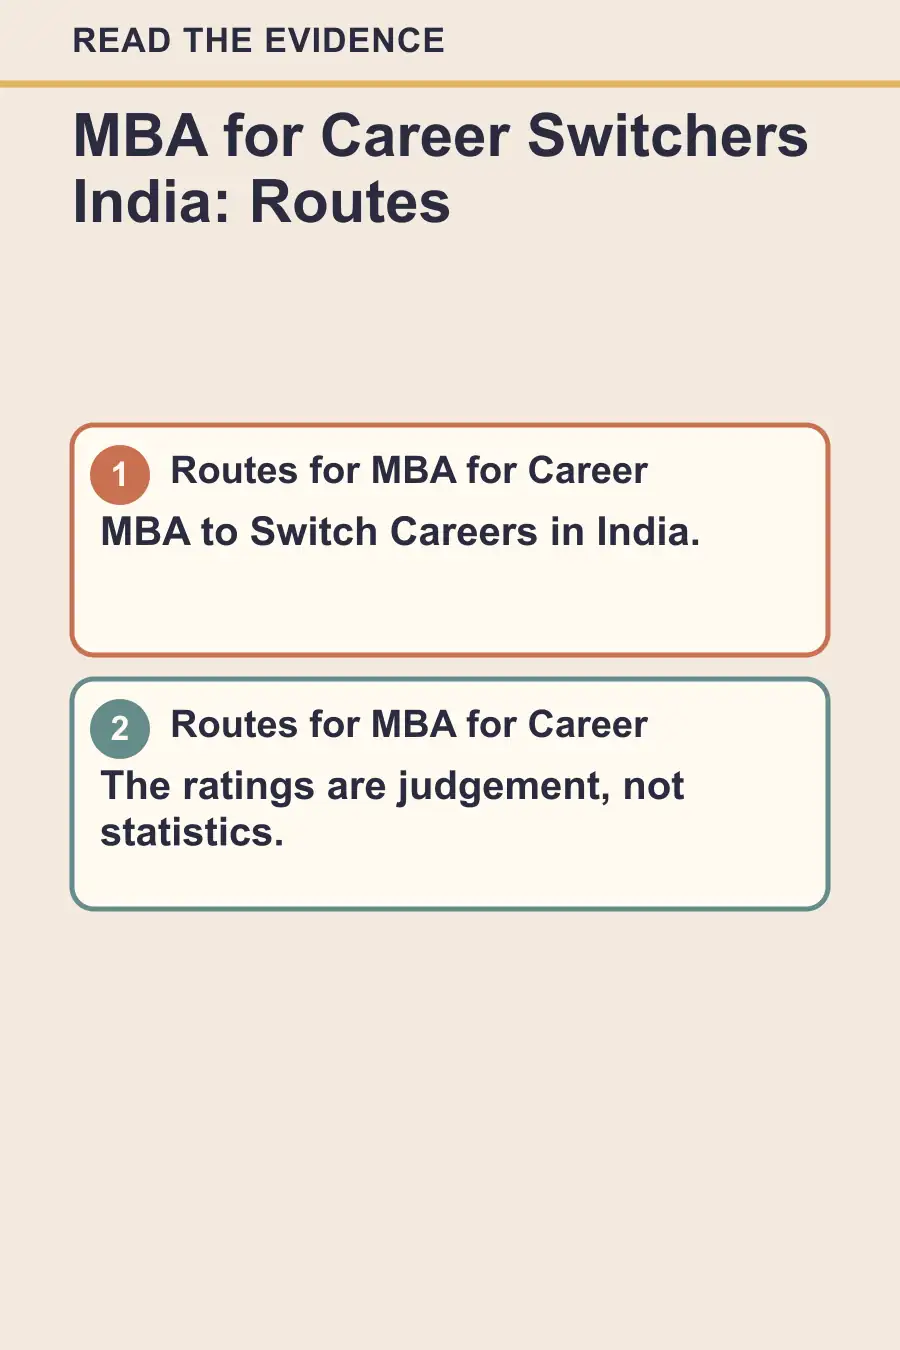 READ THE EVIDENCE
MBA for Career Switchers
India: Routes
1 Routes for MBA for Career
MBA to Switch Careers in India.
2 Routes for MBA for Career
The ratings are judgement, not
statistics.